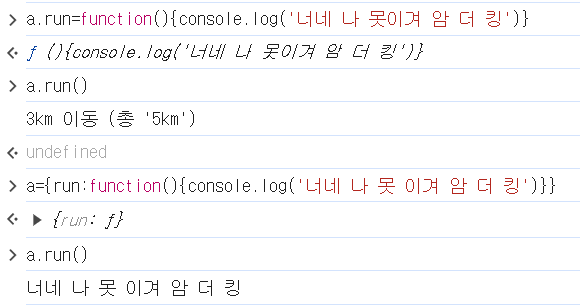 > a.run=function(){console.log('너네 나 못이겨 암 더 킹')}
ƒ (){console.log('너네 나 못이겨 암 더 킹')}
> a.run()
3km 이동 (총 '5km')
undefined
> a={run:function(){console.log('너네 나 못 이겨 암 더 킹')}}
▶ {run: ƒ}
> a.run()
너네 나 못 이겨 암 더 킹